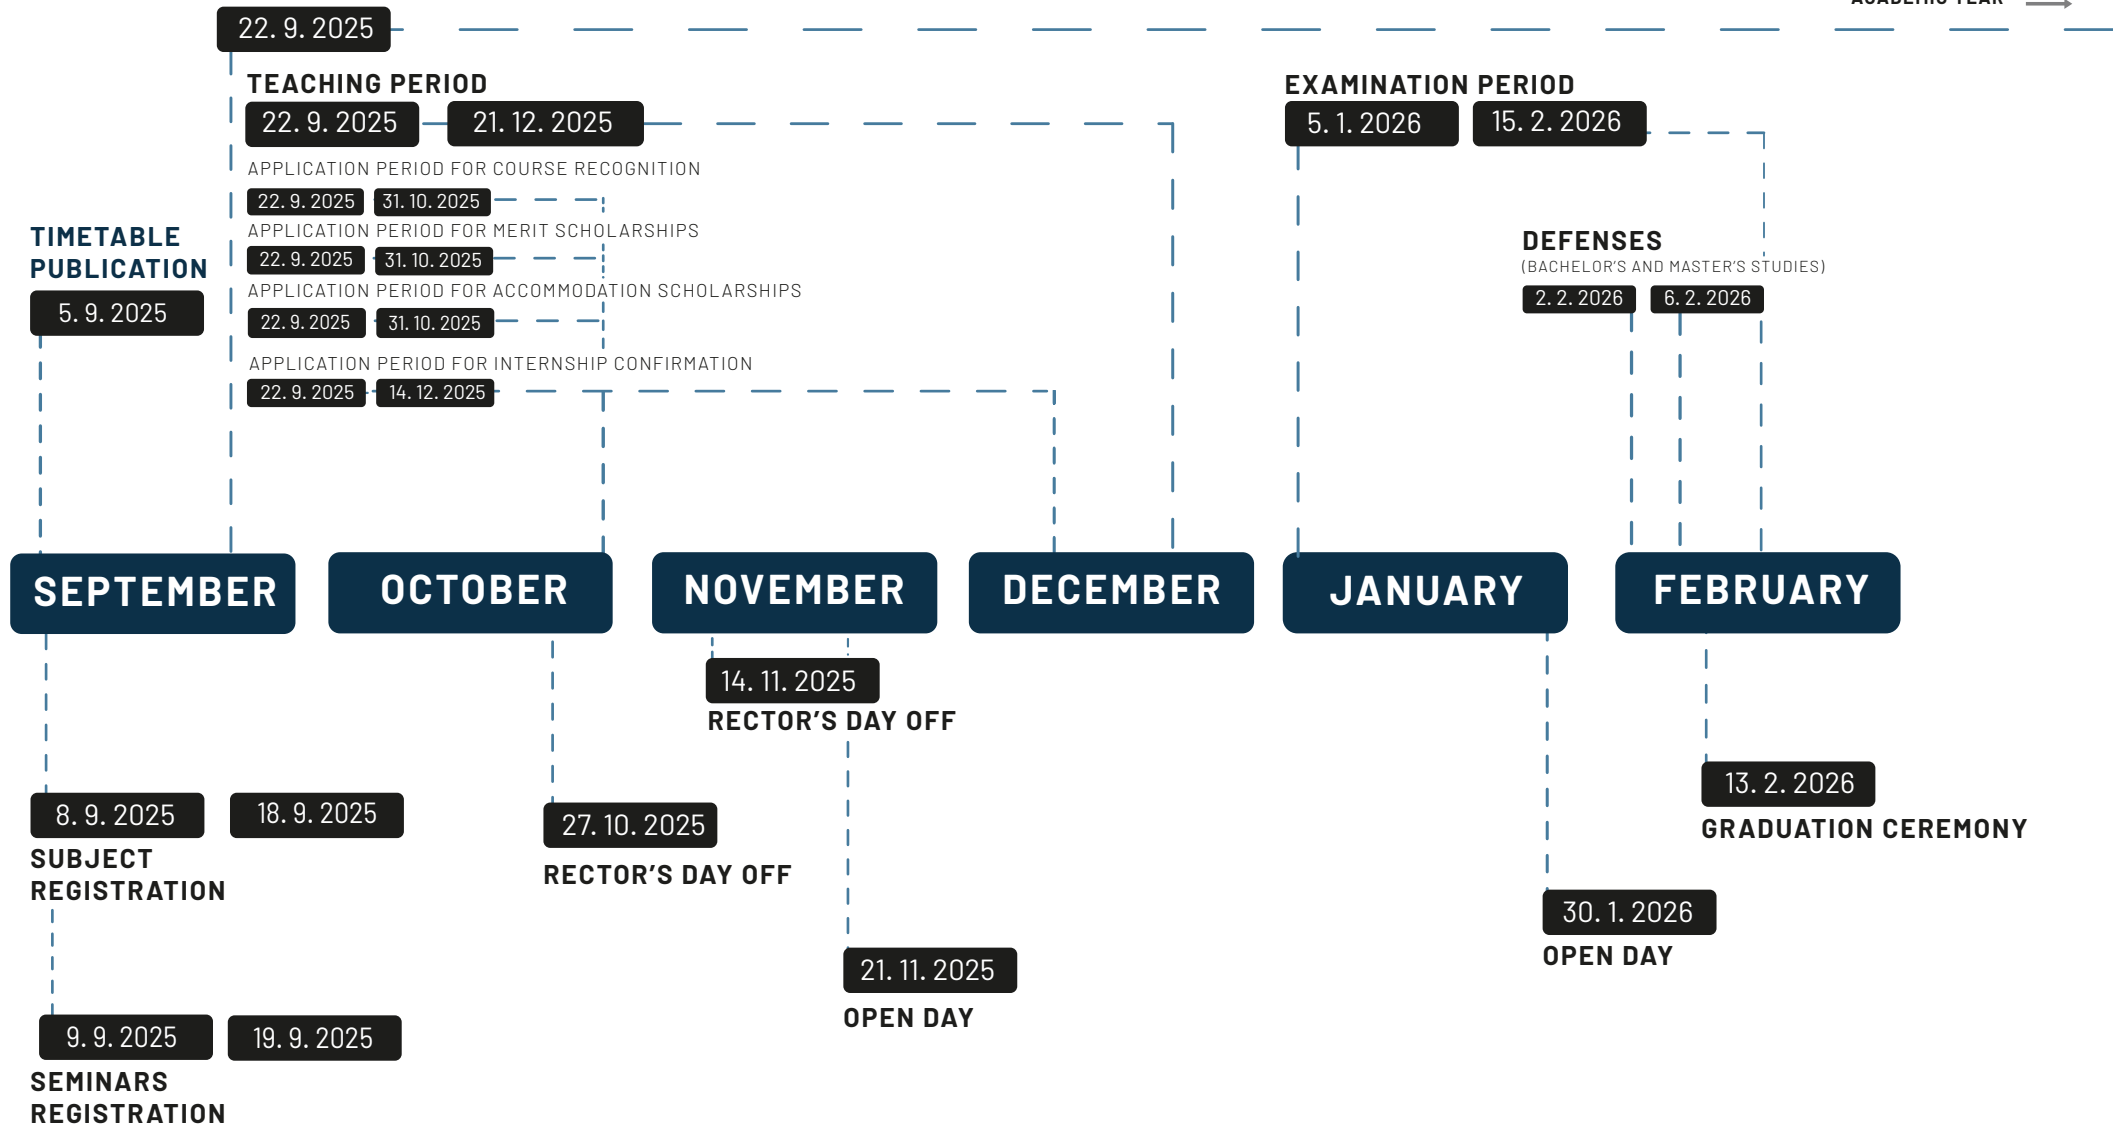 ACADEMIC YEAR
22. 9. 2025
TEACHING PERIOD
22. 9. 2025 21. 12. 2025
APPLICATION PERIOD FOR COURSE RECOGNITION
22. 9. 2025 31. 10. 2025
APPLICATION PERIOD FOR MERIT SCHOLARSHIPS
22. 9. 2025 31. 10. 2025
APPLICATION PERIOD FOR ACCOMMODATION SCHOLARSHIPS
22. 9. 2025 31. 10. 2025
APPLICATION PERIOD FOR INTERNSHIP CONFIRMATION
22. 9. 2025 14. 12. 2025
TIMETABLE
PUBLICATION
5. 9. 2025
EXAMINATION PERIOD
5. 1. 2026 15. 2. 2026
DEFENSES
(BACHELOR’S AND MASTER’S STUDIES)
2. 2. 2026 6. 2. 2026
SEPTEMBER OCTOBER NOVEMBER DECEMBER JANUARY FEBRUARY
8. 9. 2025 18. 9. 2025
SUBJECT
REGISTRATION
9. 9. 2025 19. 9. 2025
SEMINARS
REGISTRATION
27. 10. 2025
RECTOR’S DAY OFF
14. 11. 2025
RECTOR’S DAY OFF
21. 11. 2025
OPEN DAY
30. 1. 2026
OPEN DAY
13. 2. 2026
GRADUATION CEREMONY